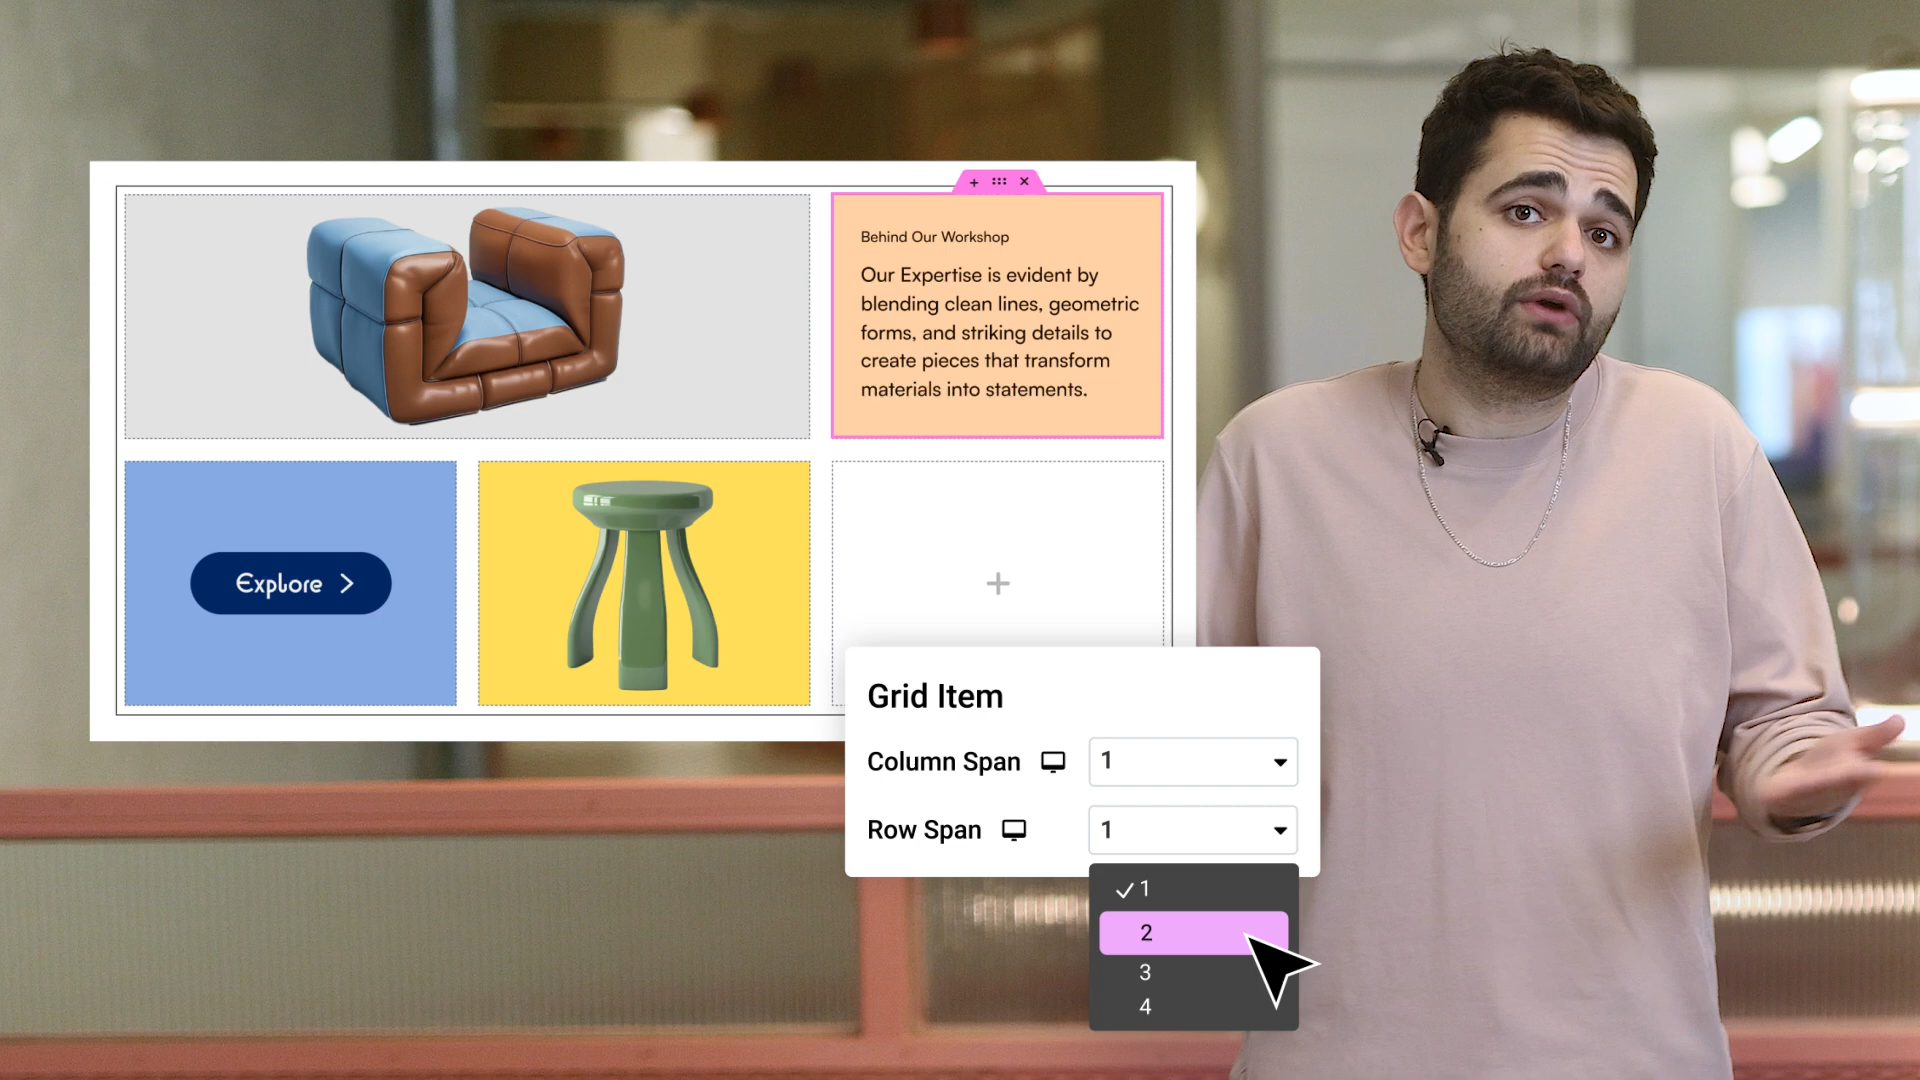 Behind Our Workshop
Our Expertise is evident by
blending clean lines, geometric
forms, and striking details to
create pieces that transform
materials into statements.
Explore
Grid Item
Column Span 1
Row Span 1
1
2
3
4